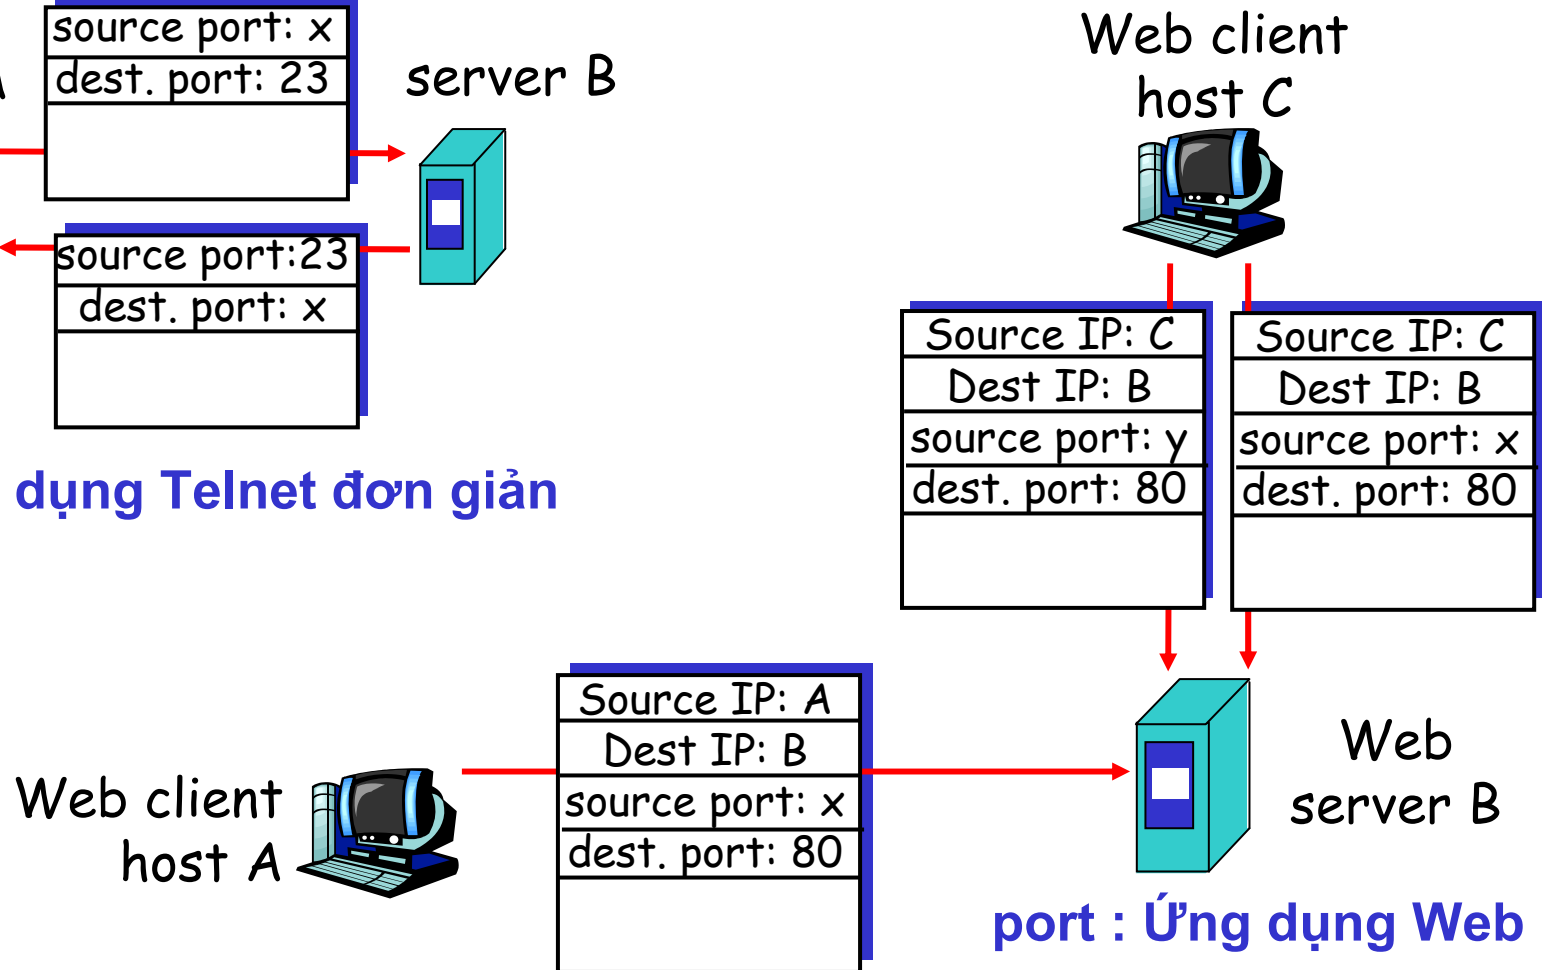 source port: x
dest. port: 23
A
server B
source port:23
dest. port: x
dụng Telnet đơn giản
Web client
host C
Source IP: C
Dest IP: B
source port: y
dest. port: 80
Source IP: C
Dest IP: B
source port: x
dest. port: 80
Web client
host A
Source IP: A
Dest IP: B
source port: x
dest. port: 80
Web
server B
port : Ứng dụng Web